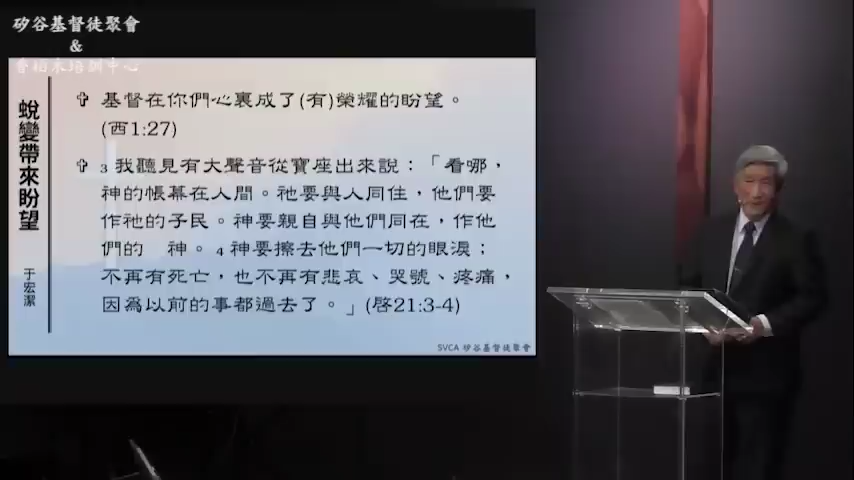 矽谷基督徒聚會
&
香柏木培訓中心
蛻變帶來盼望
于宏潔
✞ 基督在你們心裏成了(有)榮耀的盼望。
(西1:27)
✞ 3 我聽見有大聲音從寶座出來說：「看哪，
神的帳幕在人間。祂要與人同住，他們要
作祂的子民。神要親自與他們同在，作他
們的　神。4 神要擦去他們一切的眼淚；
不再有死亡，也不再有悲哀、哭號、疼痛，
因為以前的事都過去了。」(啓21:3-4)
SVCA 矽谷基督徒聚會